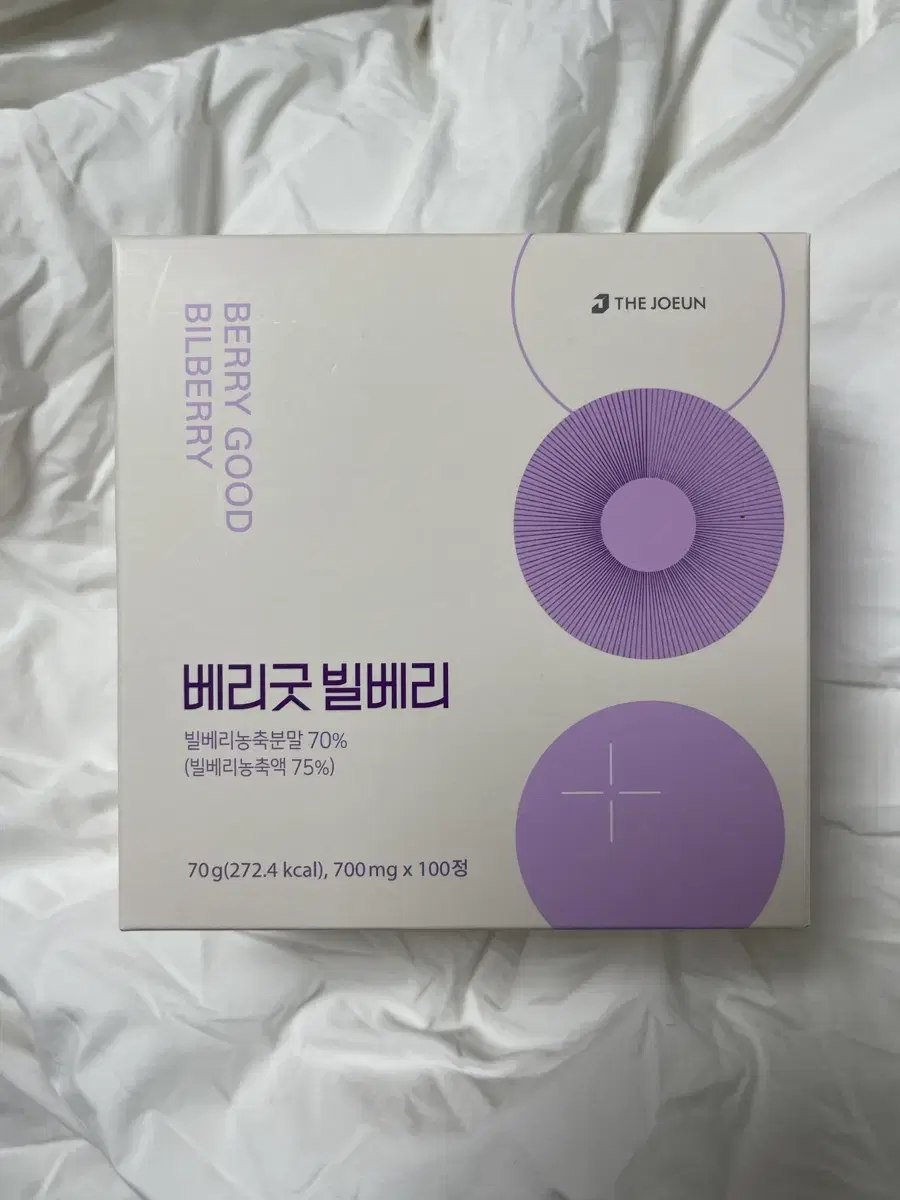 THE JOEUN
BERRY GOOD
BILBERRY
베리굿 빌베리
빌베리농축분말 70%
(빌베리농축액 75%)
70g(272.4 kcal), 700mg x 100정